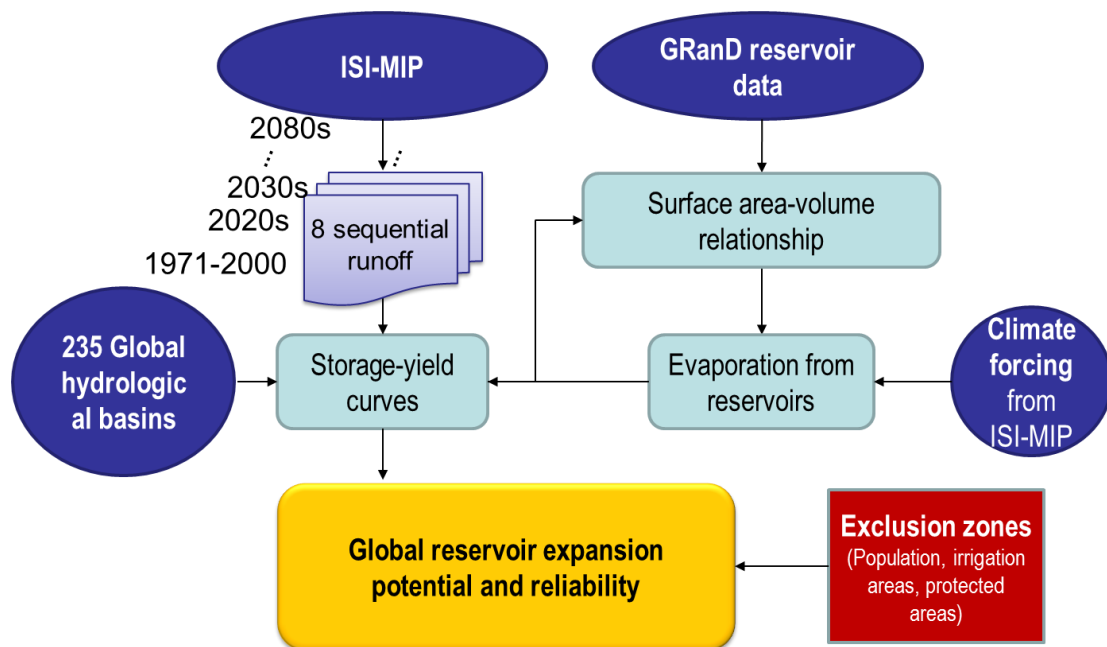 ISI-MIP
GRanD reservoir
data
2080s
...
...
2030s
2020s
1971-2000
8 sequential
runoff
Surface area-volume
relationship
235 Global
hydrologic
al basins
Storage-yield
curves
Evaporation from
reservoirs
Climate
forcing
from
ISI-MIP
Global reservoir expansion
potential and reliability
Exclusion zones
(Population, irrigation
areas, protected
areas)